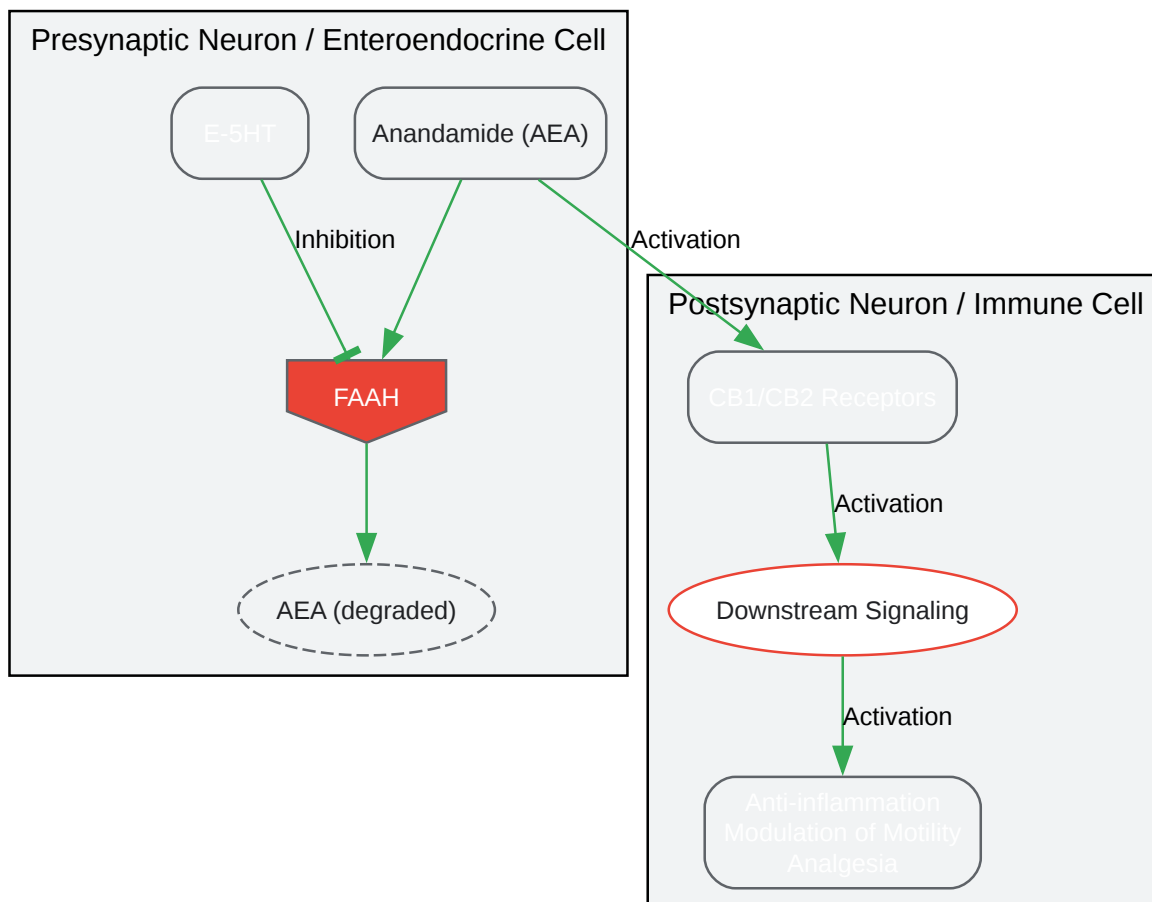 Presynaptic Neuron / Enteroendocrine Cell
E-5HT
Anandamide (AEA)
Inhibition
Activation
Postsynaptic Neuron / Immune Cell
FAAH
CB1/CB2 Receptors
Activation
AEA (degraded)
Downstream Signaling
Activation
Anti-inflammation
Modulation of Motility
Analgesia